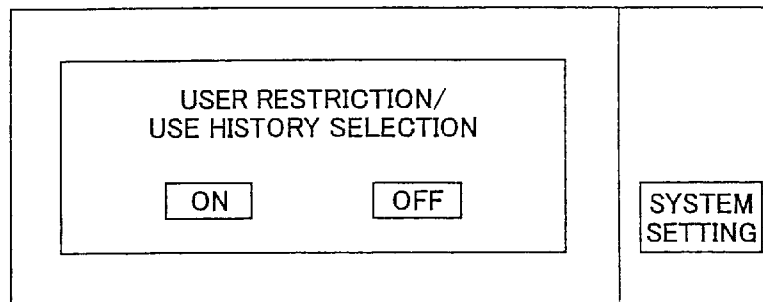 USER RESTRICTION/
USE HISTORY SELECTION
ON
OFF
SYSTEM
SETTING